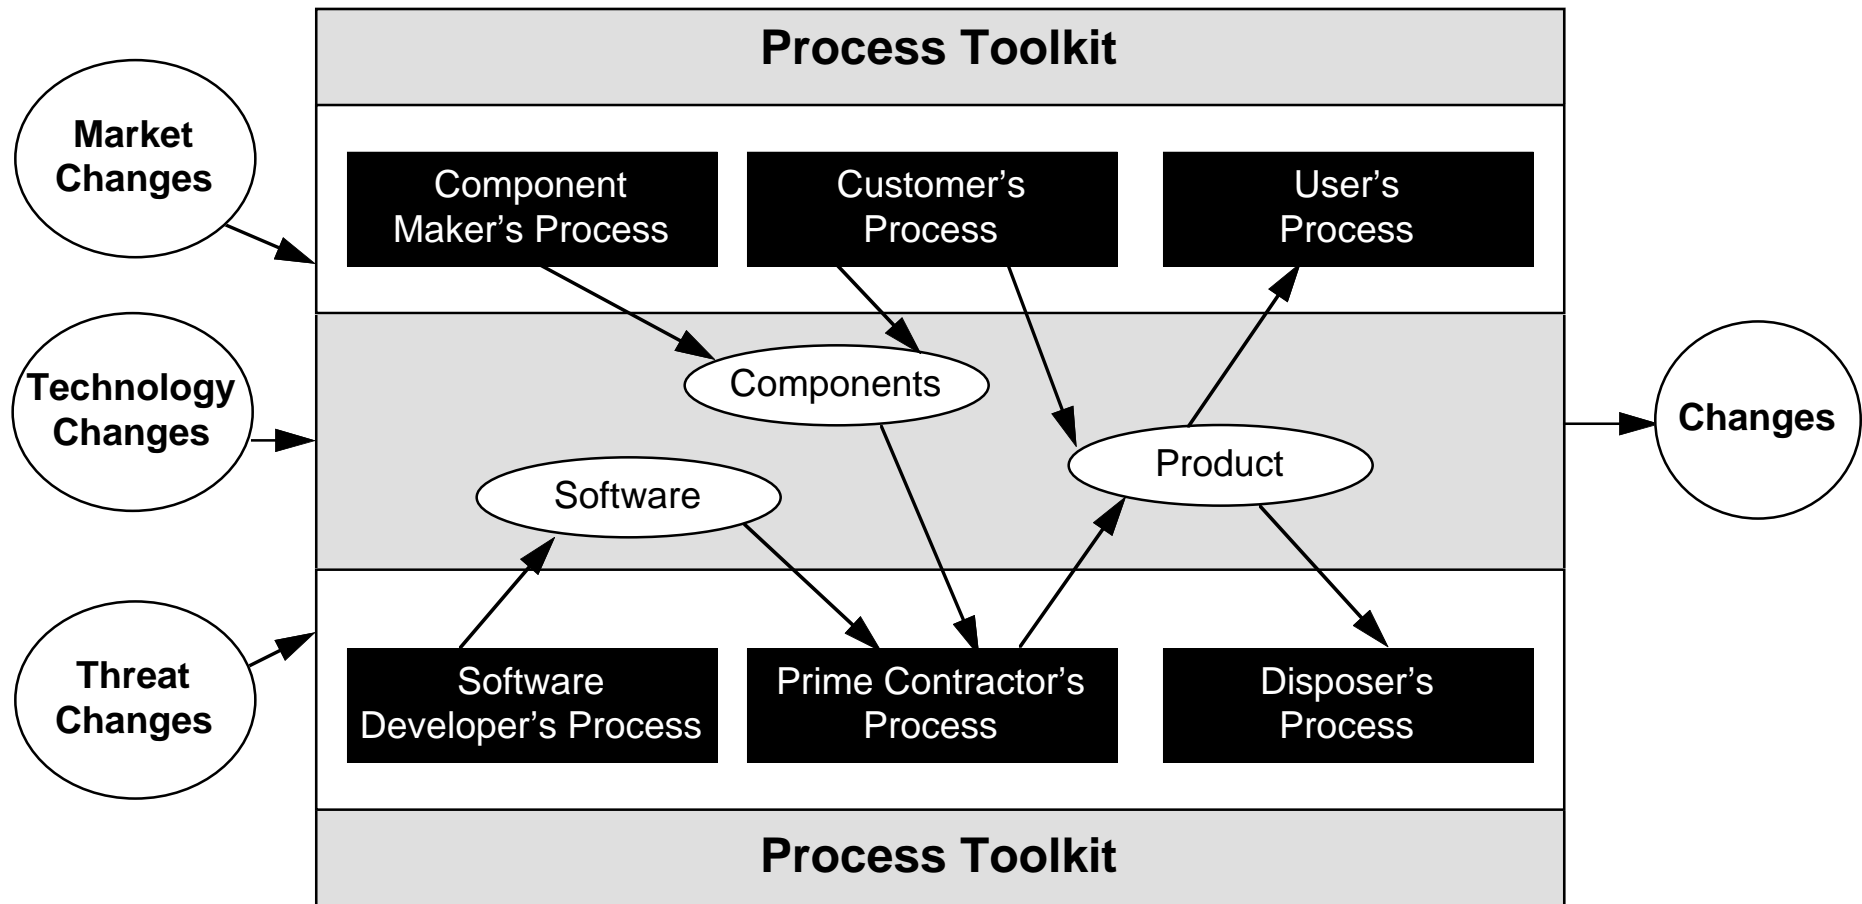 Process Toolkit
Market
Changes
Component
Maker’s Process
Customer’s
Process
User’s
Process
Technology
Changes
Components
Changes
Product
Software
Threat
Changes
Software
Developer’s Process
Prime Contractor’s
Process
Disposer’s
Process
Process Toolkit